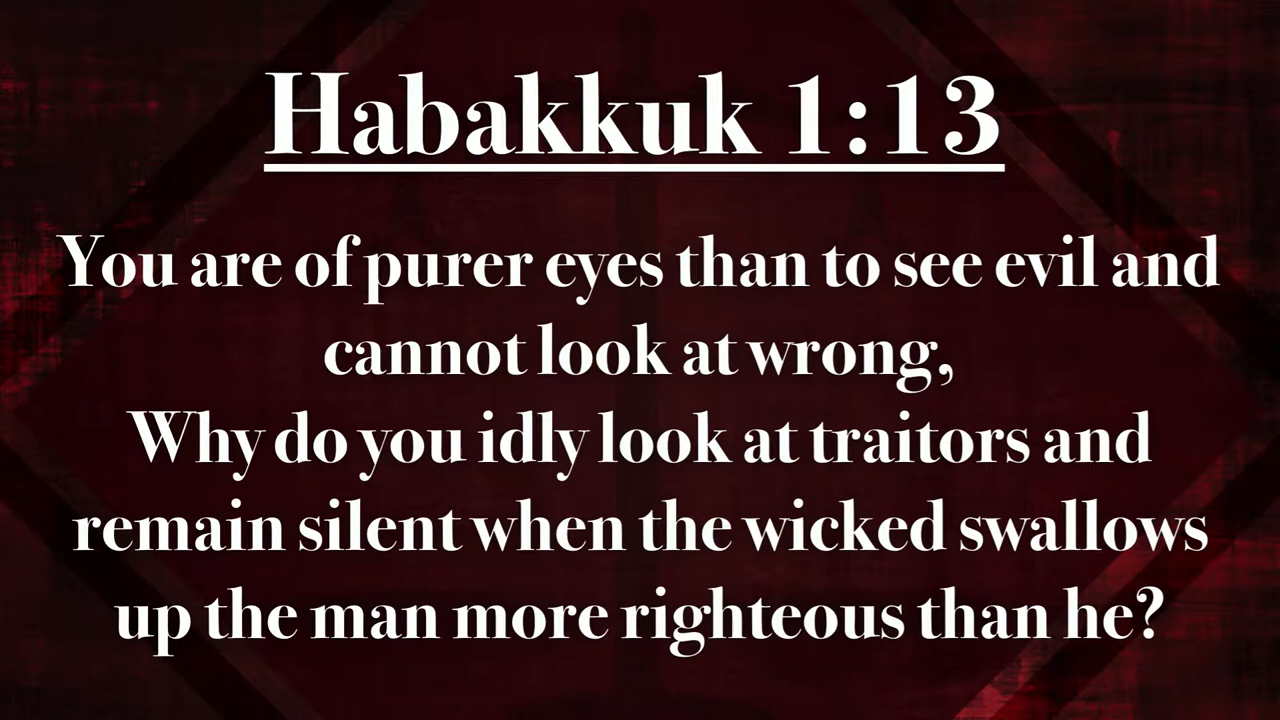 Habakkuk 1:13
You are of purer eyes than to see evil and
cannot look at wrong,
Why do you idly look at traitors and
remain silent when the wicked swallows
up the man more righteous than he?